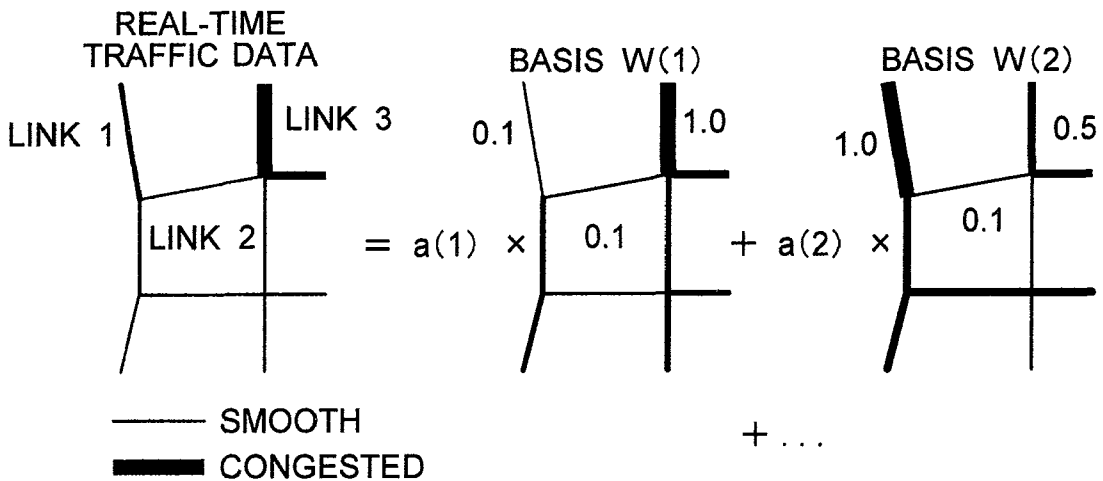 REAL-TIME
TRAFFIC DATA
BASIS W(1)
BASIS W(2)
LINK 1
LINK 3
0.1
1.0
1.0
0.5
LINK 2
= a(1) ×
0.1
+ a(2) ×
0.1
SMOOTH
+ ...
CONGESTED